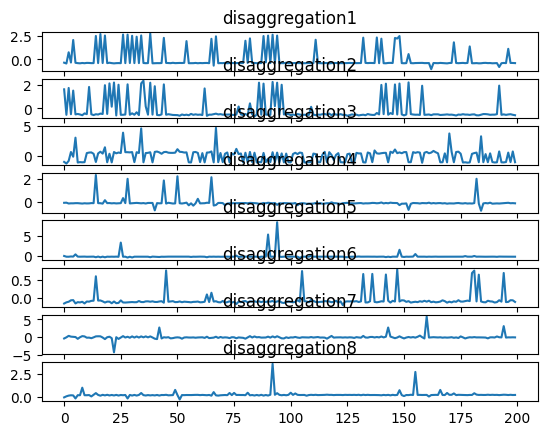 disaggregation1
2.5
0.0
disaggregation2
2
0
disaggregation3
5
0
disaggregation4
2
0
disaggregation5
5
0
disaggregation6
0.5
0.0
disaggregation7
5
0
−5
disaggregation8
2.5
0.0
0 25 50 75 100 125 150 175 200